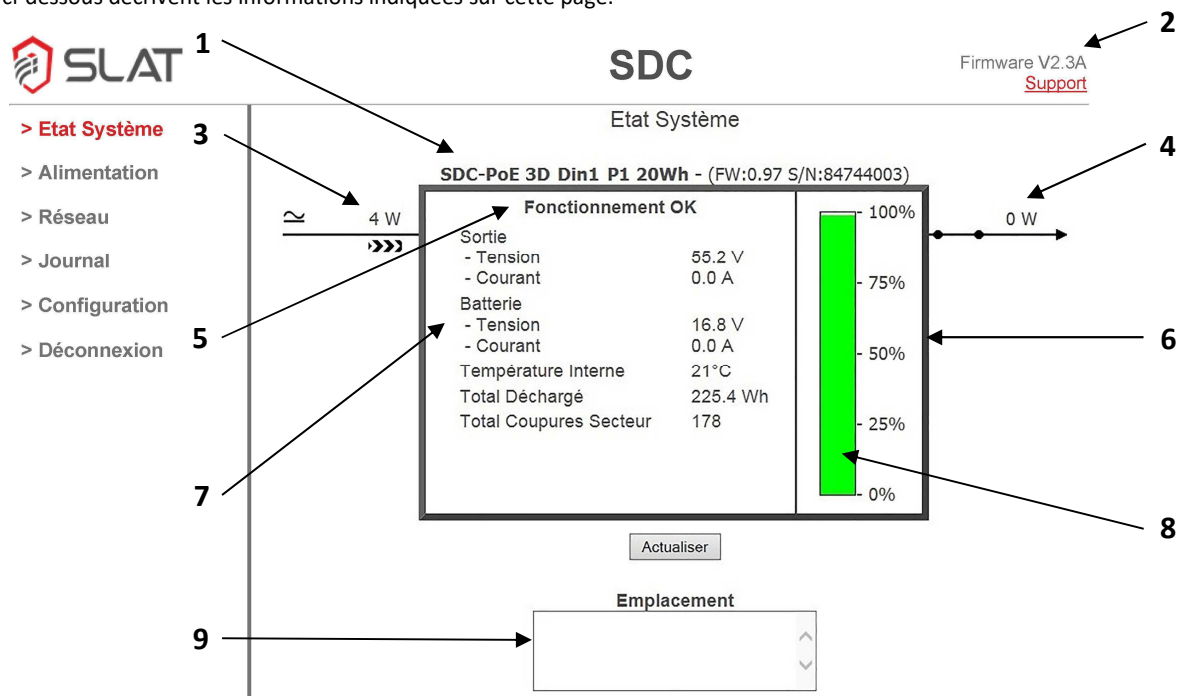 ci dessous décrivent les informations indiquées sur cette page.
2
SLAT
1
SDC
Firmware V2.3A
Support
> Etat Système
3
Etat Système
4
> Alimentation
SDC-PoE 3D Din1 P1 20Wh - (FW:0.97 S/N:84744003)
> Réseau
4 W
Fonctionnement OK
100%
0 W
Sortie
- Tension 55.2 V
- Courant 0.0 A
75%
> Journal
> Configuration
Batterie
- Tension 16.8 V
- Courant 0.0 A
50%
5
6
> Déconnexion
Température Interne 21°C
Total Déchargé 225.4 Wh
Total Coupures Secteur 178
25%
7
0%
8
Actualiser
Emplacement
9